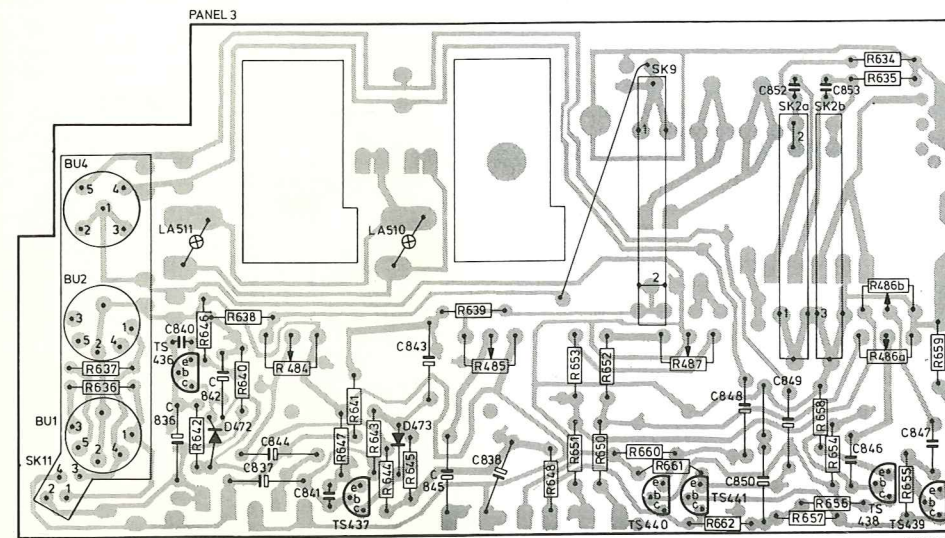 PANEL 3
R634
R635
SK9
C852
C853
SK2a
SK2b
1
2
BU4
5
4
1
2
3
LA511
LA510
2
BU2
3
1
5
2
4
R486b
1
3
R637
R636
C840
R646
R638
R639
TS
436
e
b
c
C
842
R640
R484
C843
R485
R653
R652
R487
R486a
R659
BU1
3
1
5
2
4
C
836
R642
D472
R641
R647
R643
D473
C848
C849
R658
R654
C846
C847
C844
C837
R644
R645
C
845
C838
R648
R651
R650
R660
R661
C850
R655
SK11
4
3
2
1
C841
e
b
c
TS437
e
b
c
TS440
e
b
c
TS441
R662
R656
R657
e
b
c
TS
438
e
b
c
TS439